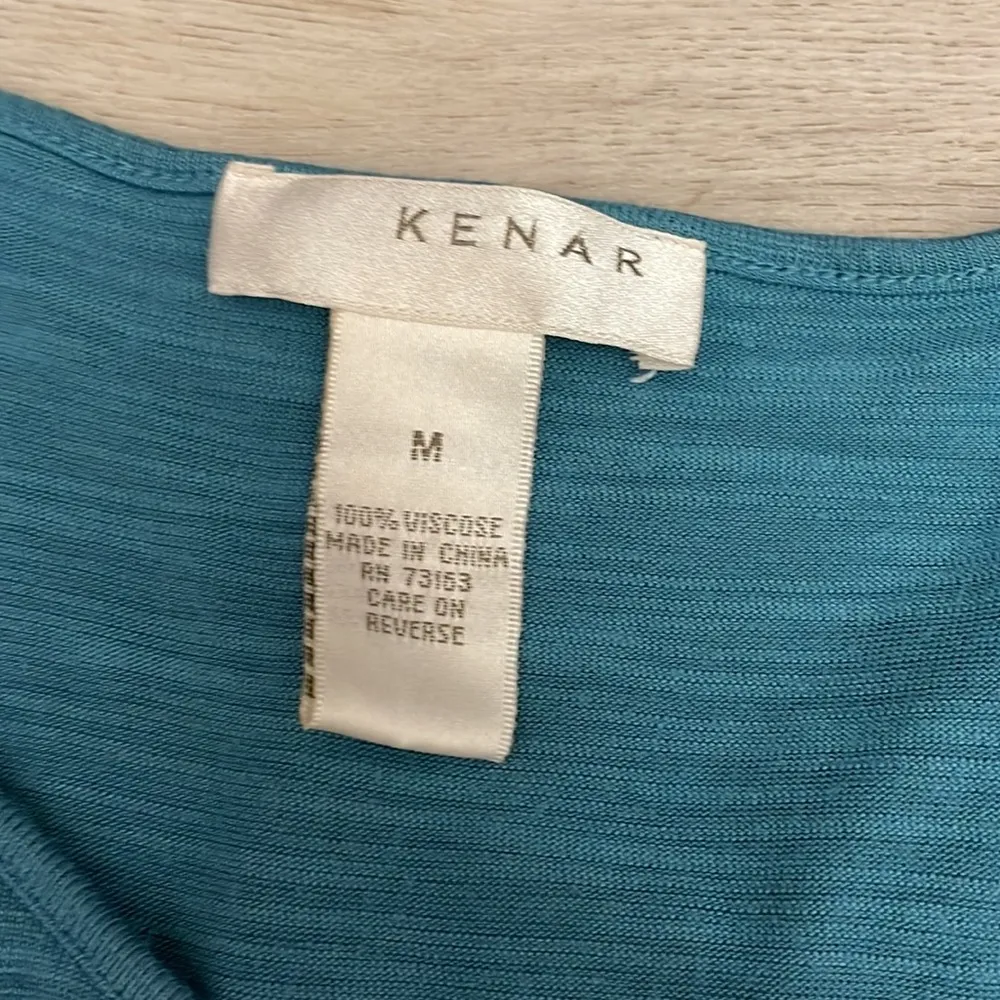 KENAR
M
100% VISCOSE
MADE IN CHINA
RN 73163
CARE ON
REVERSE